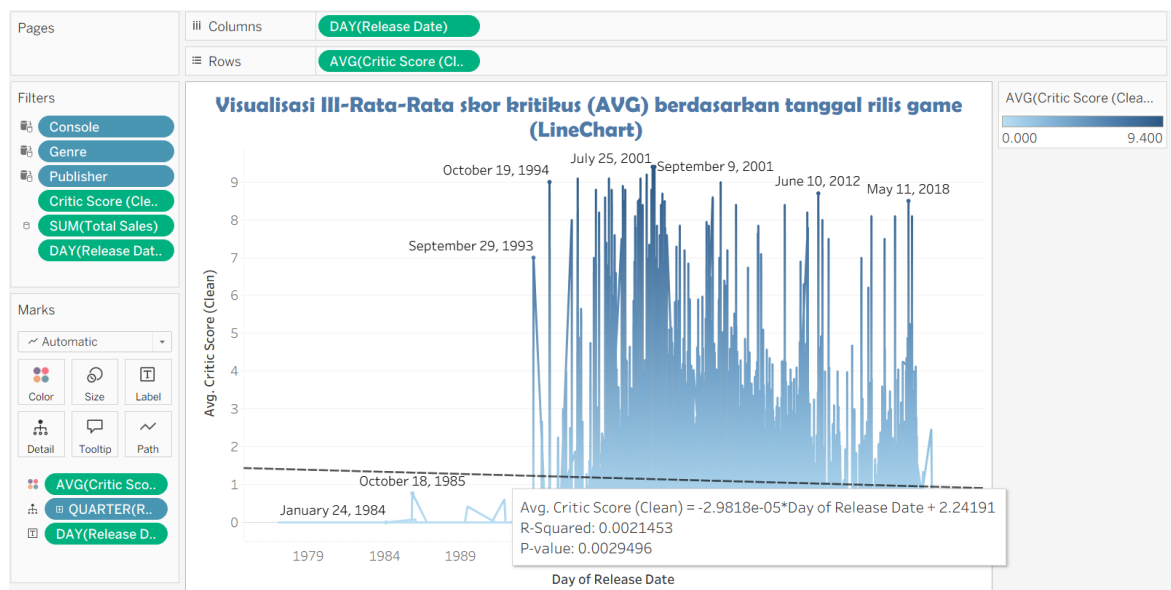 Pages
Columns
DAY(Release Date)
Rows
AVG(Critic Score (Cl..
Filters
Console
Genre
Publisher
Critic Score (Cle..
SUM(Total Sales)
DAY(Release Dat..
Marks
Automatic
Color
Size
Label
Detail
Tooltip
Path
AVG(Critic Sco..
QUARTER(R..
DAY(Release D..
Visualisasi III-Rata-Rata skor kritikus (AVG) berdasarkan tanggal rilis game
(LineChart)
July 25, 2001
September 9, 2001
October 19, 1994
June 10, 2012
May 11, 2018
September 29, 1993
October 18, 1985
January 24, 1984
Avg. Critic Score (Clean)
9
8
7
6
5
4
3
2
1
0
Avg. Critic Score (Clean) = -2.9818e-05*Day of Release Date + 2.24191
R-Squared: 0.0021453
P-value: 0.0029496
1979
1984
1989
Day of Release Date
AVG(Critic Score (Clea...
0.000
9.400